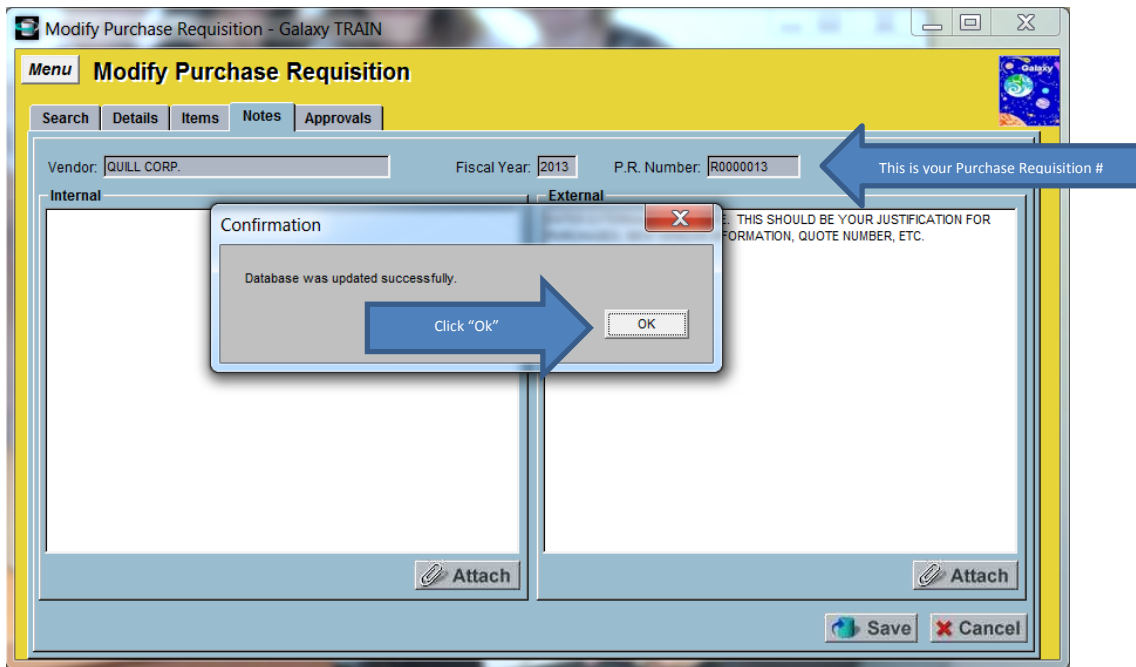 Modify Purchase Requisition - Galaxy TRAIN
Menu Modify Purchase Requisition
Galaxy
Search Details Items Notes Approvals
Vendor: QUILL CORP. Fiscal Year: 2013 P.R. Number: R0000013
This is your Purchase Requisition #
Internal External
THIS SHOULD BE YOUR JUSTIFICATION FOR
QUOTE NUMBER, ETC.
Confirmation
Database was updated successfully.
Click “Ok”
OK
Attach Attach
Save Cancel